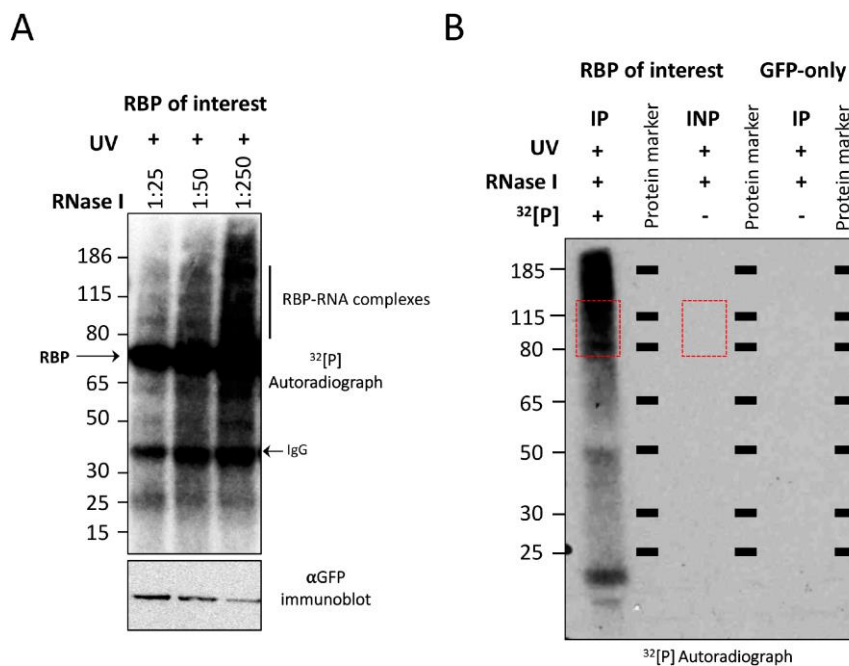 A
RBP of interest
UV + + +
RNase I 1:25 1:50 1:250
186
115
80
RBP
65
50
30
25
15
RBP-RNA complexes
³²[P]
Autoradiograph
IgG
αGFP
immunoblot
B
RBP of interest GFP-only
IP Protein marker INP Protein marker IP Protein marker
UV + + +
RNase I + + +
³²[P] + - -
185
115
80
65
50
30
25
³²[P] Autoradiograph